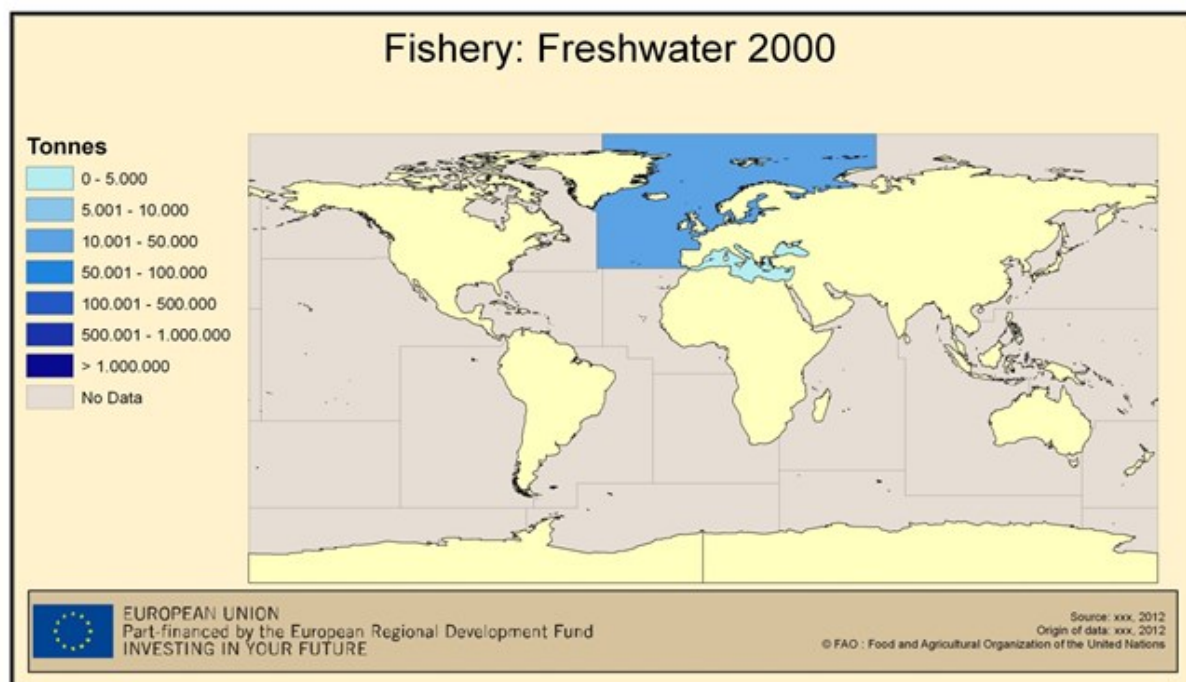 Fishery: Freshwater 2000
Tonnes
0 - 5.000
5.001 - 10.000
10.001 - 50.000
50.001 - 100.000
100.001 - 500.000
500.001 - 1.000.000
> 1.000.000
No Data
EUROPEAN UNION
Part-financed by the European Regional Development Fund
INVESTING IN YOUR FUTURE
Source: xxx, 2012
Origin of data: xxx, 2012
© FAO : Food and Agricultural Organization of the United Nations